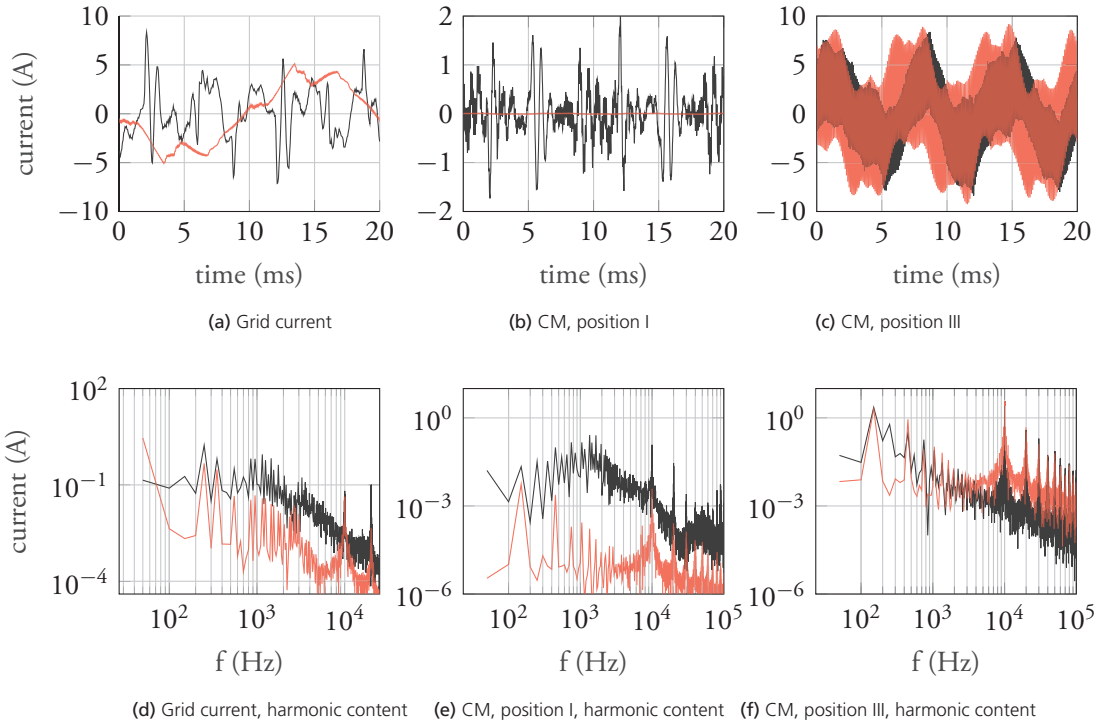 current (A)
10
5
0
−5
−10
0 5 10 15 20
time (ms)
(a) Grid current
2
1
0
−1
−2
0 5 10 15 20
time (ms)
(b) CM, position I
10
5
0
−5
−10
0 5 10 15 20
time (ms)
(c) CM, position III
current (A)
10^2
10^−1
10^−4
10^2 10^3 10^4
f (Hz)
(d) Grid current, harmonic content
10^0
10^−3
10^−6
10^2 10^3 10^4 10^5
f (Hz)
(e) CM, position I, harmonic content
10^0
10^−3
10^−6
10^2 10^3 10^4 10^5
f (Hz)
(f) CM, position III, harmonic content